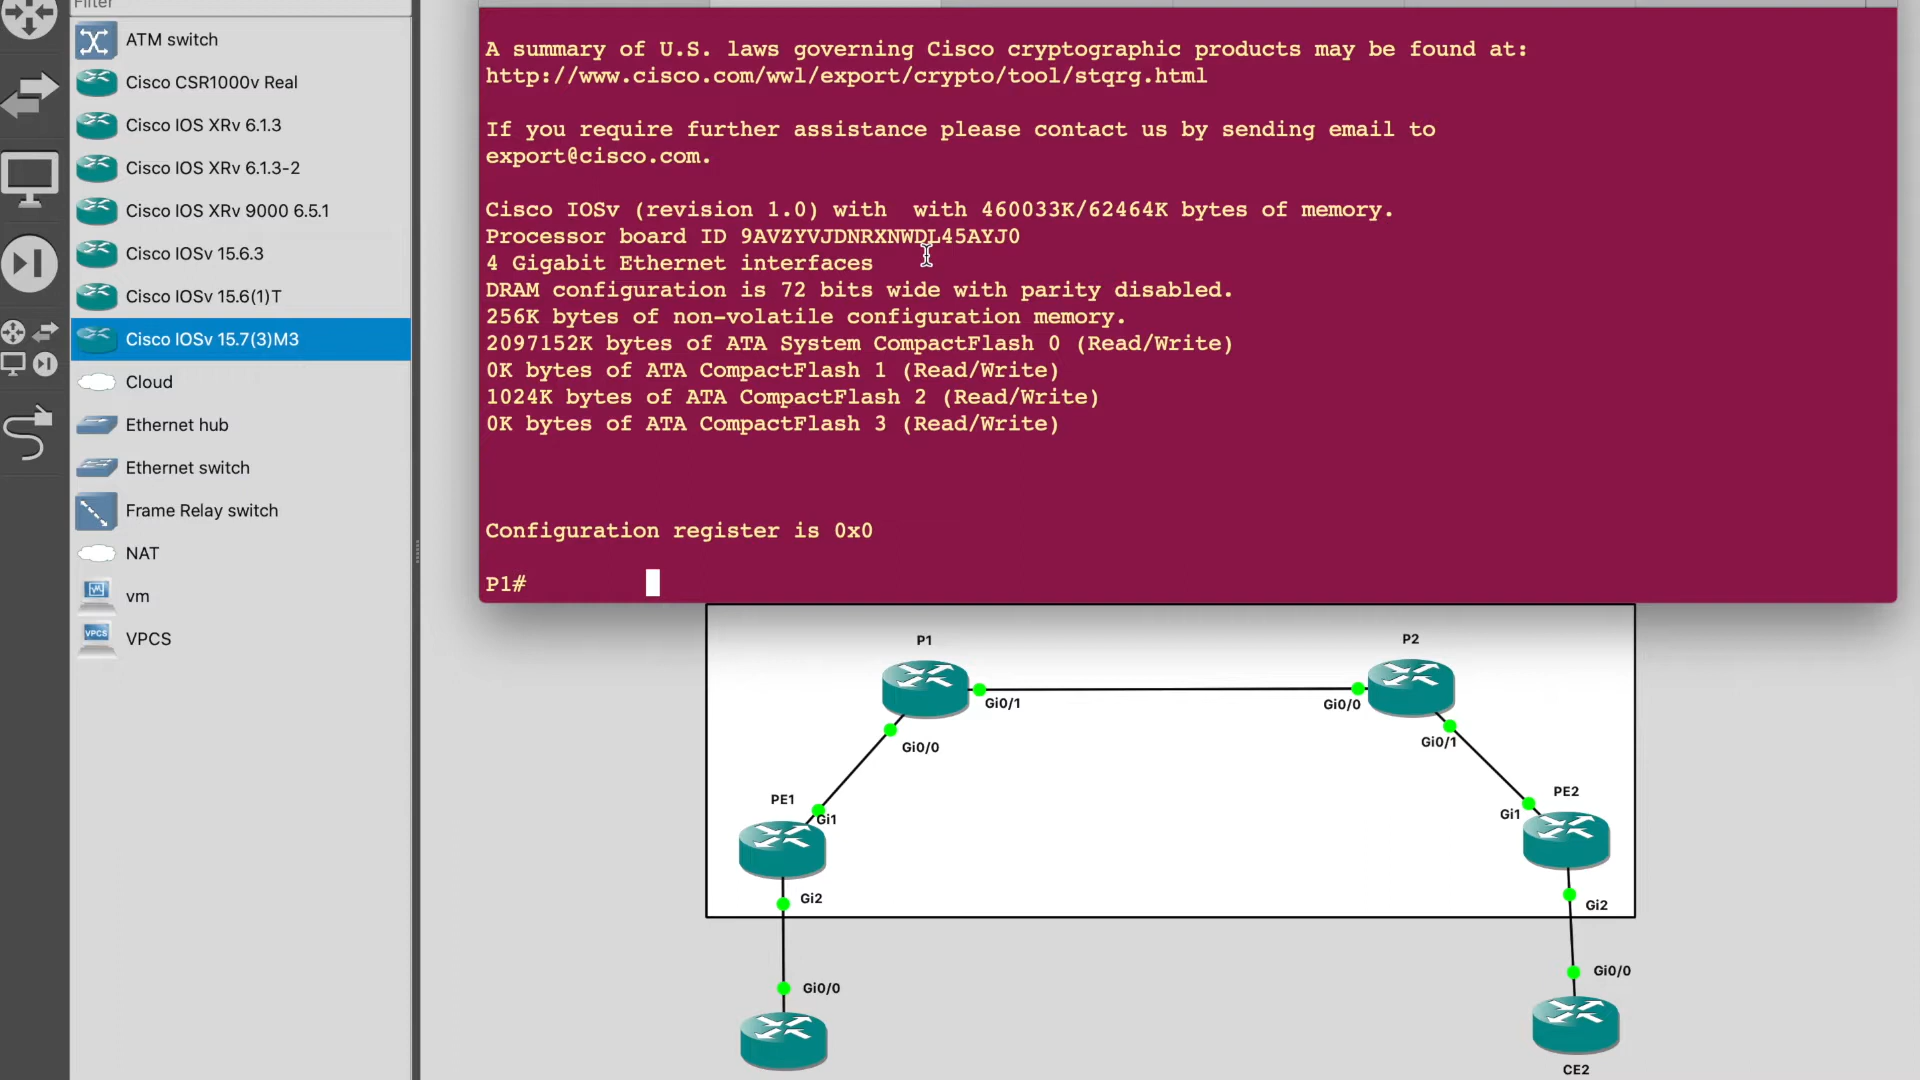 Filter
ATM switch
Cisco CSR1000v Real
Cisco IOS XRv 6.1.3
Cisco IOS XRv 6.1.3-2
Cisco IOS XRv 9000 6.5.1
Cisco IOSv 15.6.3
Cisco IOSv 15.6(1)T
Cisco IOSv 15.7(3)M3
Cloud
Ethernet hub
Ethernet switch
Frame Relay switch
NAT
vm
VPCS
VPCS
A summary of U.S. laws governing Cisco cryptographic products may be found at:
http://www.cisco.com/wwl/export/crypto/tool/stqrg.html
If you require further assistance please contact us by sending email to
export@cisco.com.
Cisco IOSv (revision 1.0) with  with 460033K/62464K bytes of memory.
Processor board ID 9AVZYVJDNRXNWDL45AYJ0
4 Gigabit Ethernet interfaces
DRAM configuration is 72 bits wide with parity disabled.
256K bytes of non-volatile configuration memory.
2097152K bytes of ATA System CompactFlash 0 (Read/Write)
0K bytes of ATA CompactFlash 1 (Read/Write)
1024K bytes of ATA CompactFlash 2 (Read/Write)
0K bytes of ATA CompactFlash 3 (Read/Write)
Configuration register is 0x0
P1#
P1
P2
Gi0/1
Gi0/0
Gi0/0
Gi0/1
PE1
PE2
Gi1
Gi1
Gi2
Gi2
Gi0/0
Gi0/0
CE2